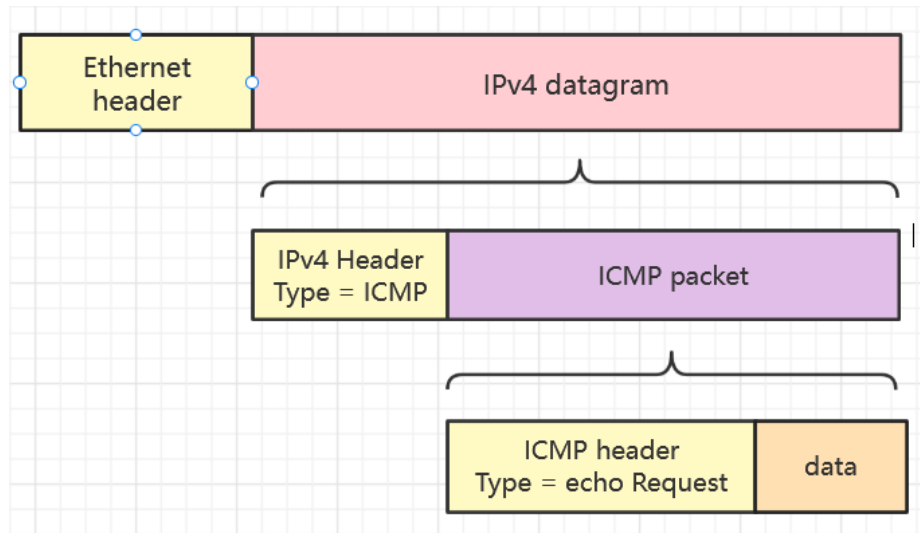 Ethernet
header
IPv4 datagram
IPv4 Header
Type = ICMP
ICMP packet
ICMP header
Type = echo Request
data